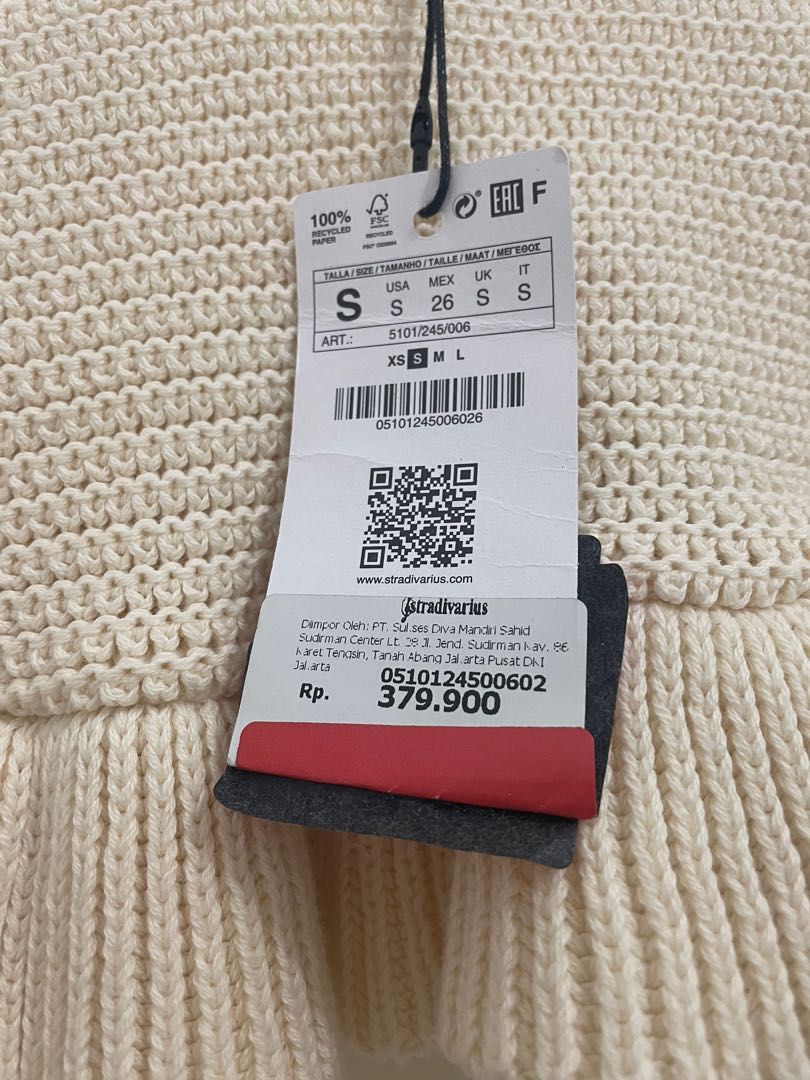 100%
RECYCLED
PAPER
FSC
RECYCLED
EAC F
TALLA / SIZE / TAMANHO / TAILLE / MAAT / ΜΕΓΕΘΟΣ
S
USA MEX UK IT
S 26 S S
ART.: 5101/245/006
XS S M L
05101245006026
www.stradivarius.com
stradivarius
Diimpor Oleh: PT. Sukses Diva Mandiri Sahid
Sudirman Center Lt. 28 Jl. Jend. Sudirman Kav. 86
Karet Tengsin, Tanah Abang Jakarta Pusat DKI
Jakarta
0510124500602
Rp. 379.900